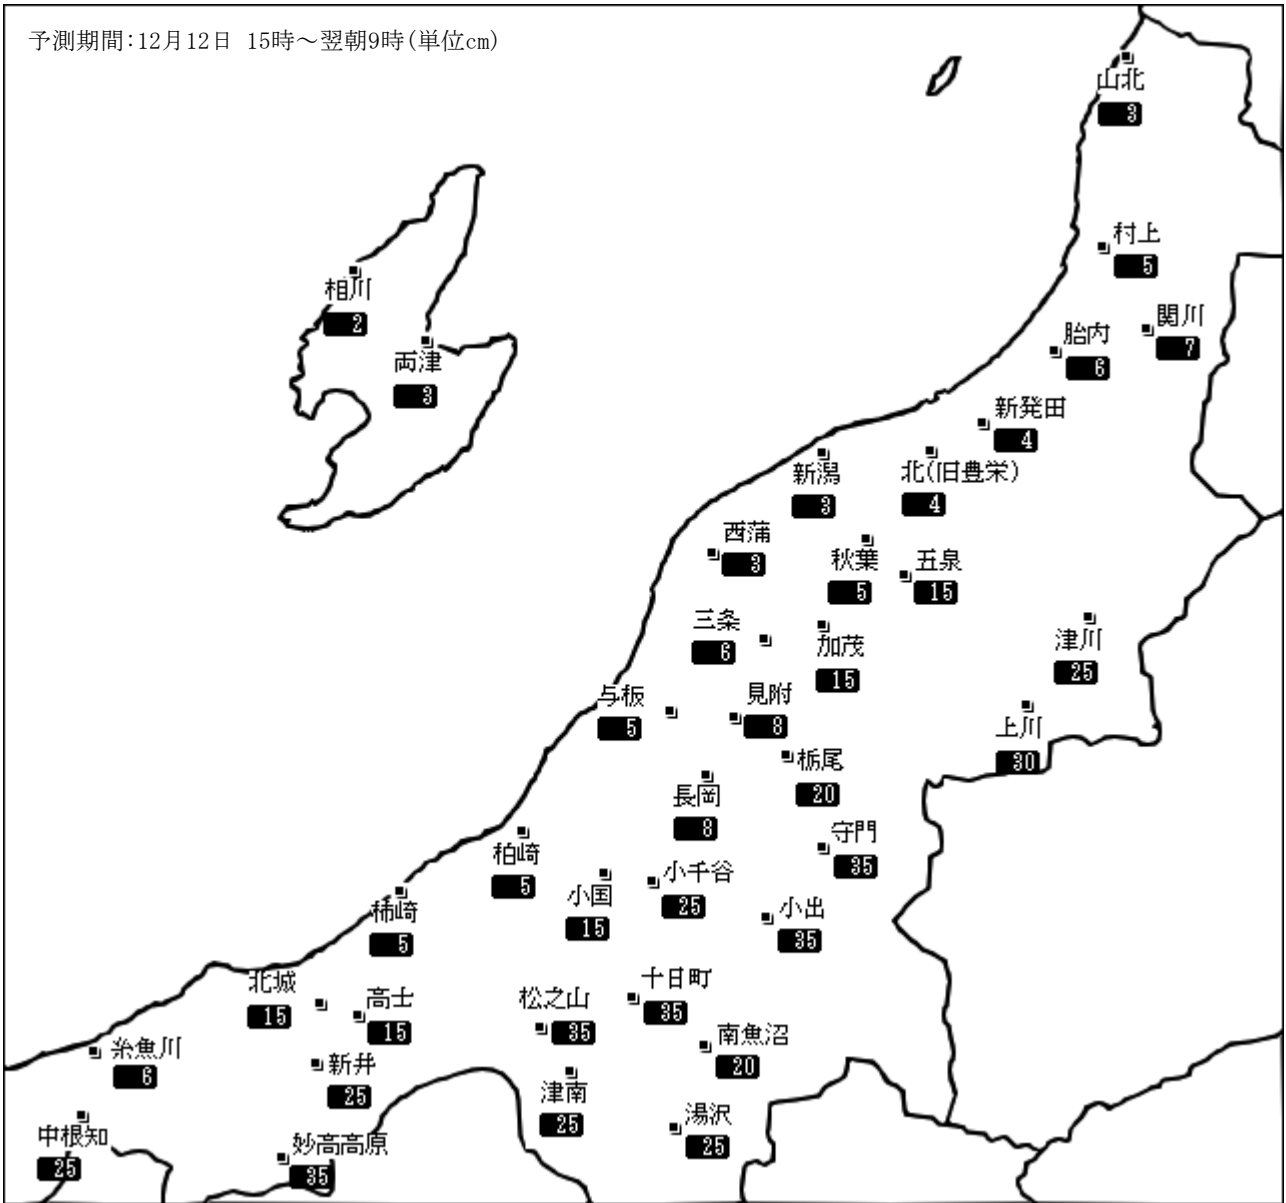 予測期間:12月12日 15時～翌朝9時(単位cm)
山北
3
村上
5
相川
2
関川
7
胎内
6
両津
3
新発田
4
新潟
3
北(旧豊栄)
4
西蒲
3
秋葉
5
五泉
15
三条
6
加茂
15
津川
25
与板
5
見附
8
上川
30
栃尾
20
長岡
8
守門
35
柏崎
5
小国
15
小千谷
25
小出
35
柿崎
5
北城
15
高士
15
松之山
35
十日町
35
南魚沼
20
糸魚川
6
新井
25
津南
25
湯沢
25
中根知
25
妙高高原
35